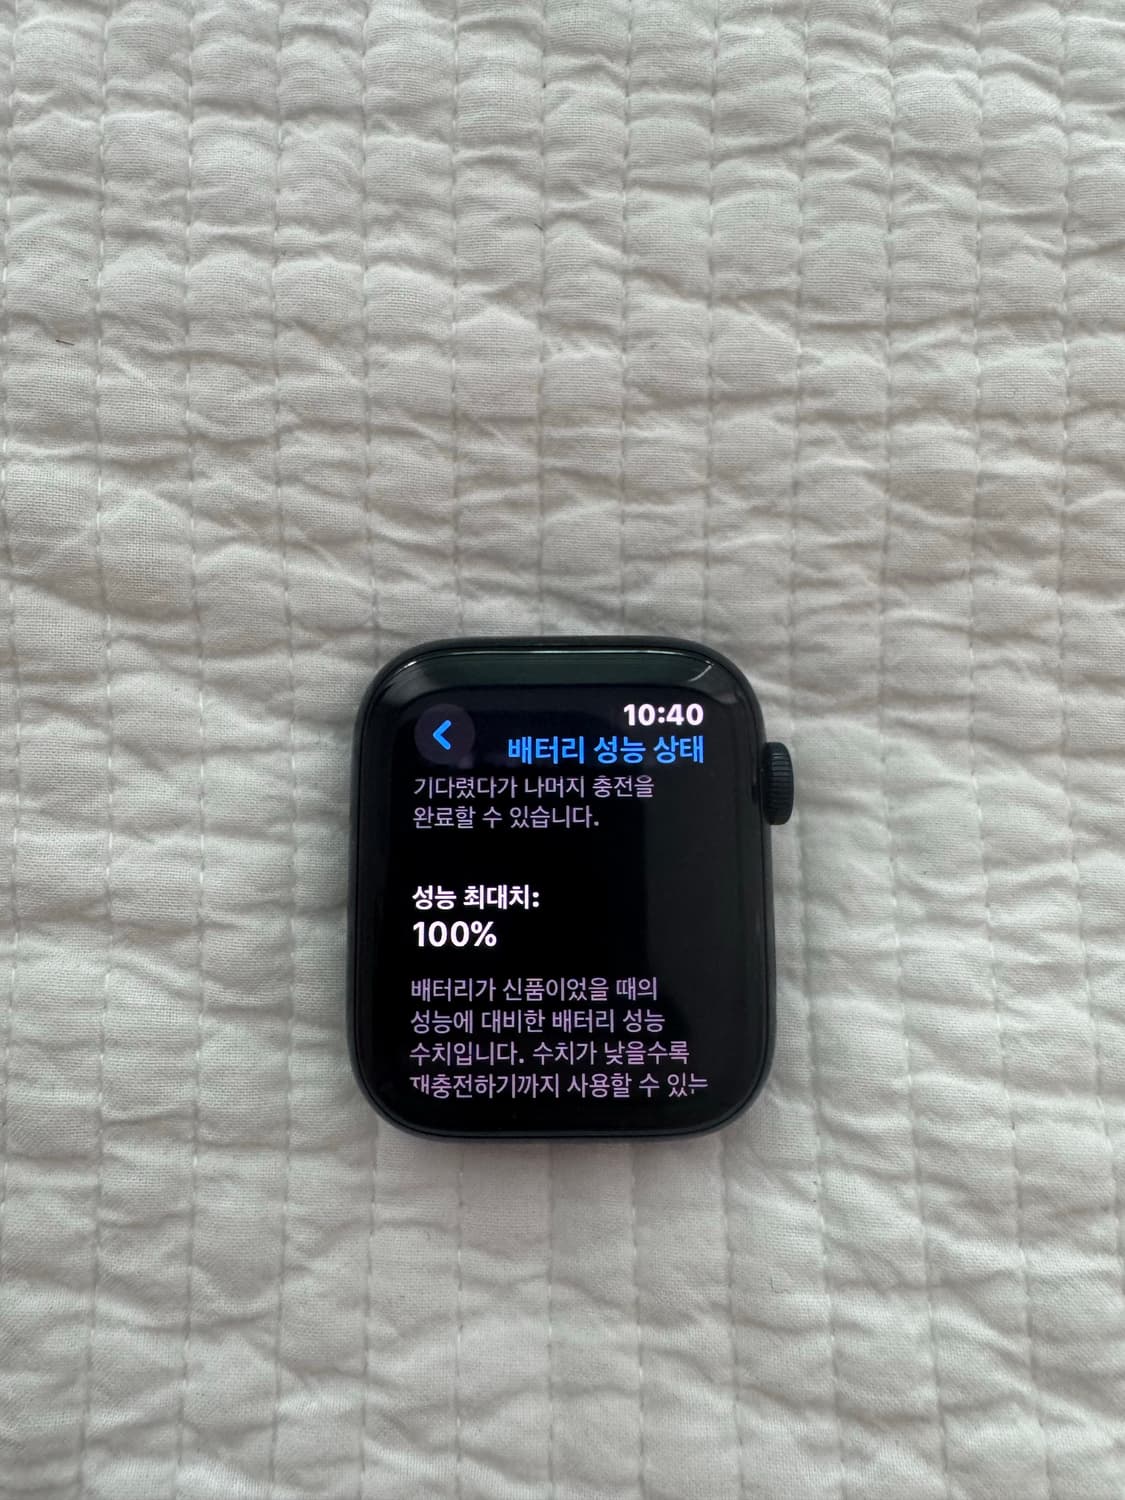 10:40
배터리 성능 상태
기다렸다가 나머지 충전을
완료할 수 있습니다.
성능 최대치:
100%
배터리가 신품이었을 때의
성능에 대비한 배터리 성능
수치입니다. 수치가 낮을수록
재충전하기까지 사용할 수 있는